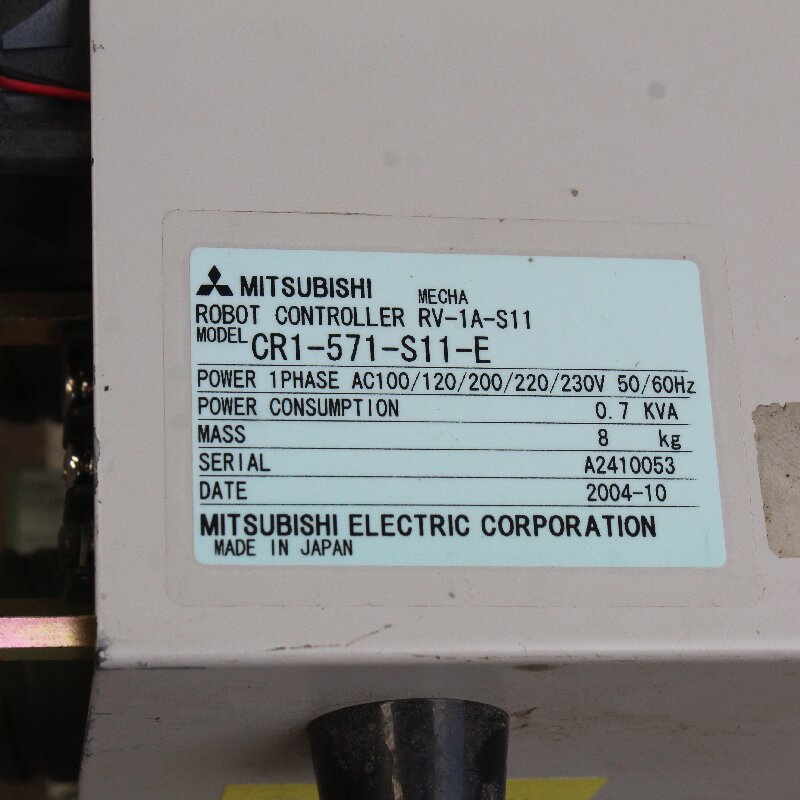 MITSUBISHI
MECHA
ROBOT CONTROLLER RV-1A-S11
MODEL CR1-571-S11-E
POWER 1PHASE AC100/120/200/220/230V 50/60Hz
POWER CONSUMPTION 0.7 KVA
MASS 8 kg
SERIAL A2410053
DATE 2004-10
MITSUBISHI ELECTRIC CORPORATION
MADE IN JAPAN